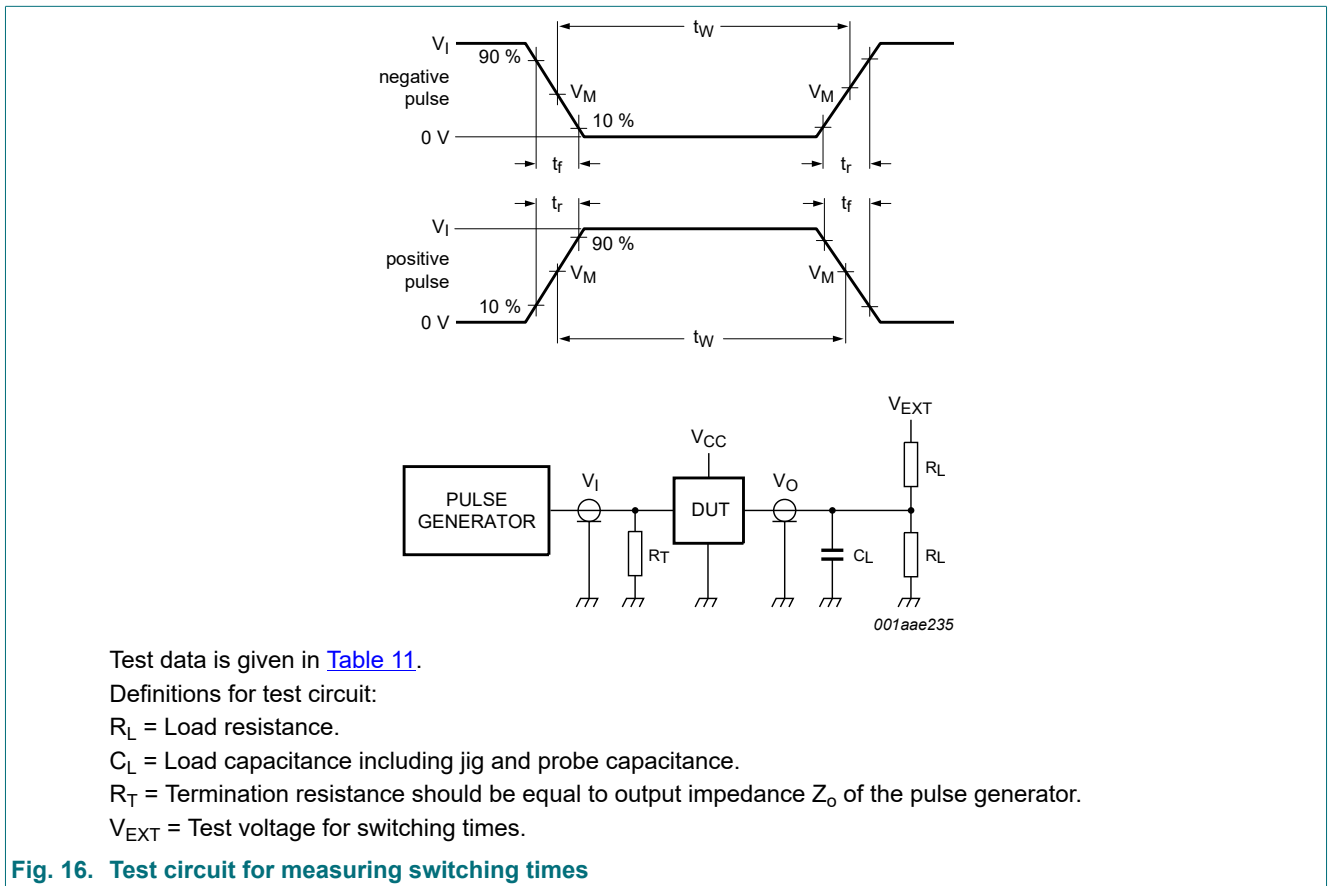 tW
VI
90 %
negative
pulse
VM
VM
10 %
0 V
tf
tr
tr
tf
VI
90 %
positive
pulse
VM
VM
10 %
0 V
tW
VEXT
VCC
RL
VI
VO
PULSE
GENERATOR
DUT
RT
CL
RL
001aae235
Test data is given in Table 11.
Definitions for test circuit:
RL = Load resistance.
CL = Load capacitance including jig and probe capacitance.
RT = Termination resistance should be equal to output impedance Zo of the pulse generator.
VEXT = Test voltage for switching times.
Fig. 16. Test circuit for measuring switching times